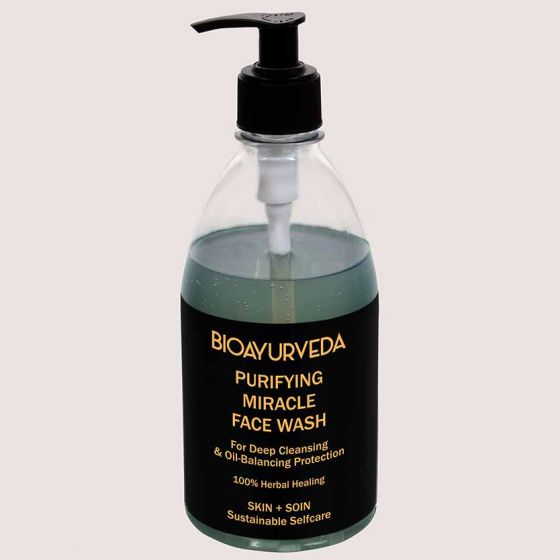 BIOAYURVEDA
PURIFYING
MIRACLE
FACE WASH
For Deep Cleansing
& Oil-Balancing Protection
100% Herbal Healing
SKIN + SOIN
Sustainable Selfcare